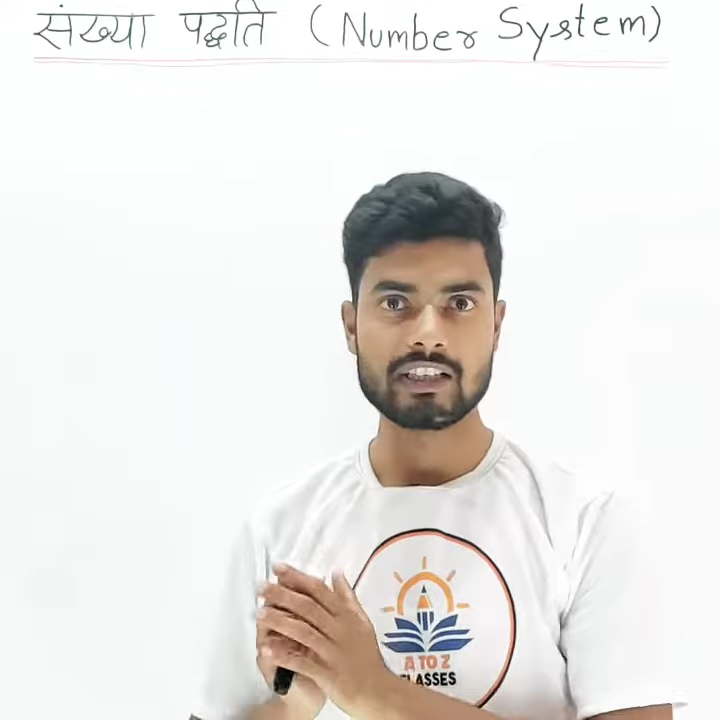 संख्या पद्धति (Number System)
A TO Z
CLASSES